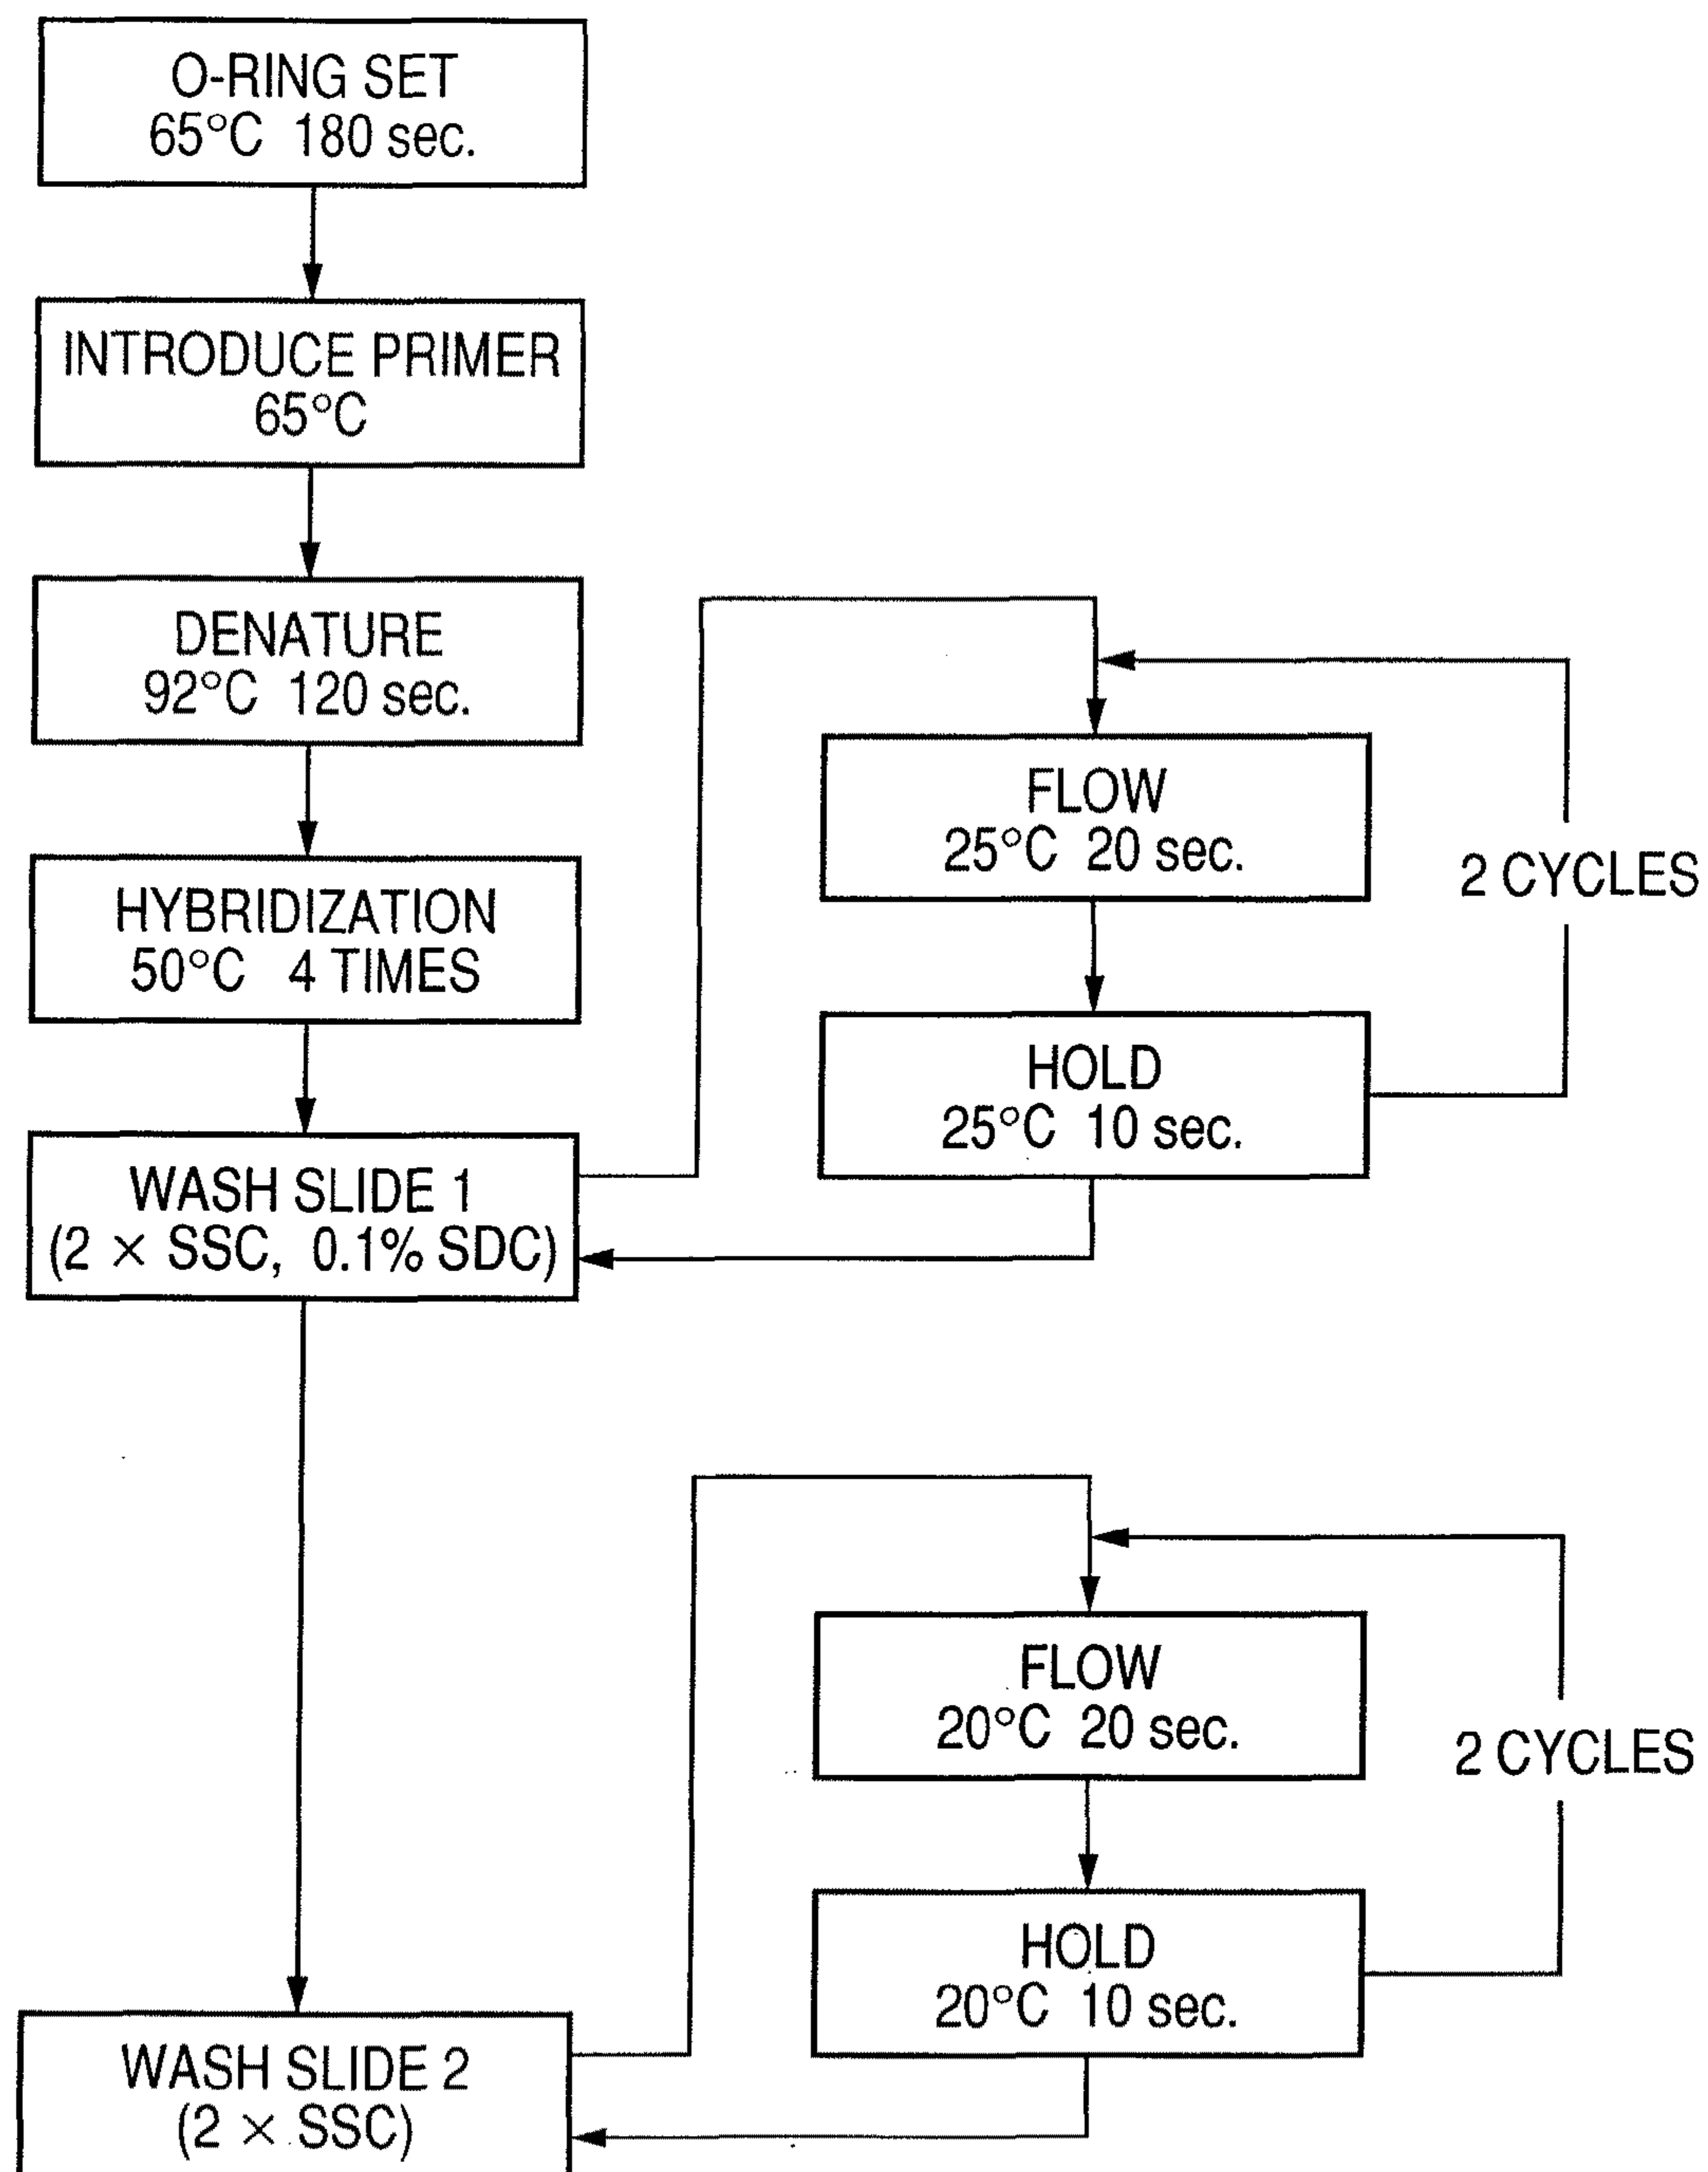 O-RING SET
65°C 180 sec.
INTRODUCE PRIMER
65°C
DENATURE
92°C 120 sec.
HYBRIDIZATION
50°C 4 TIMES
WASH SLIDE 1
(2 × SSC, 0.1% SDC)
FLOW
25°C 20 sec.
HOLD
25°C 10 sec.
2 CYCLES
WASH SLIDE 2
(2 × SSC)
FLOW
20°C 20 sec.
HOLD
20°C 10 sec.
2 CYCLES